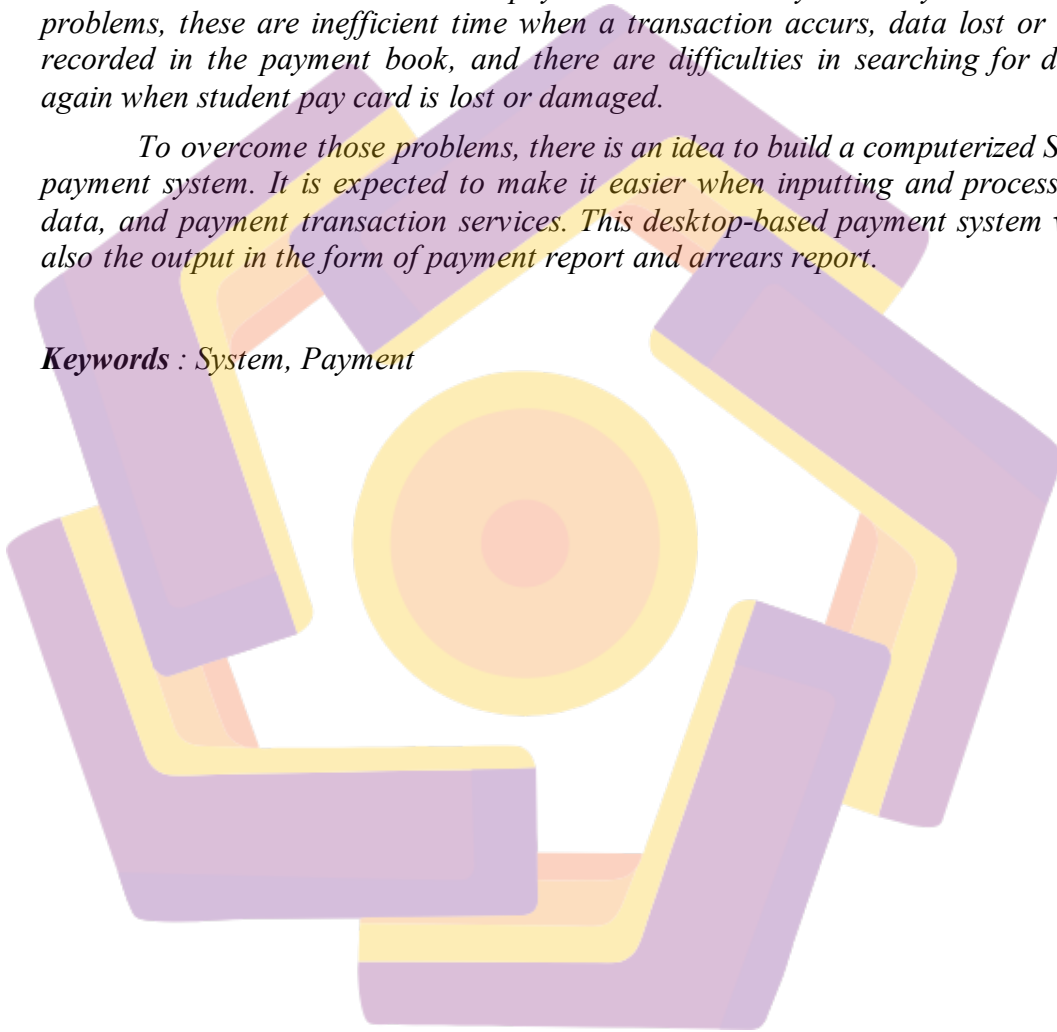 problems, these are inefficient time when a transaction accurs, data lost or
recorded in the payment book, and there are difficulties in searching for d
again when student pay card is lost or damaged.
To overcome those problems, there is an idea to build a computerized S
payment system. It is expected to make it easier when inputting and process
data, and payment transaction services. This desktop-based payment system
also the output in the form of payment report and arrears report.
Keywords : System, Payment